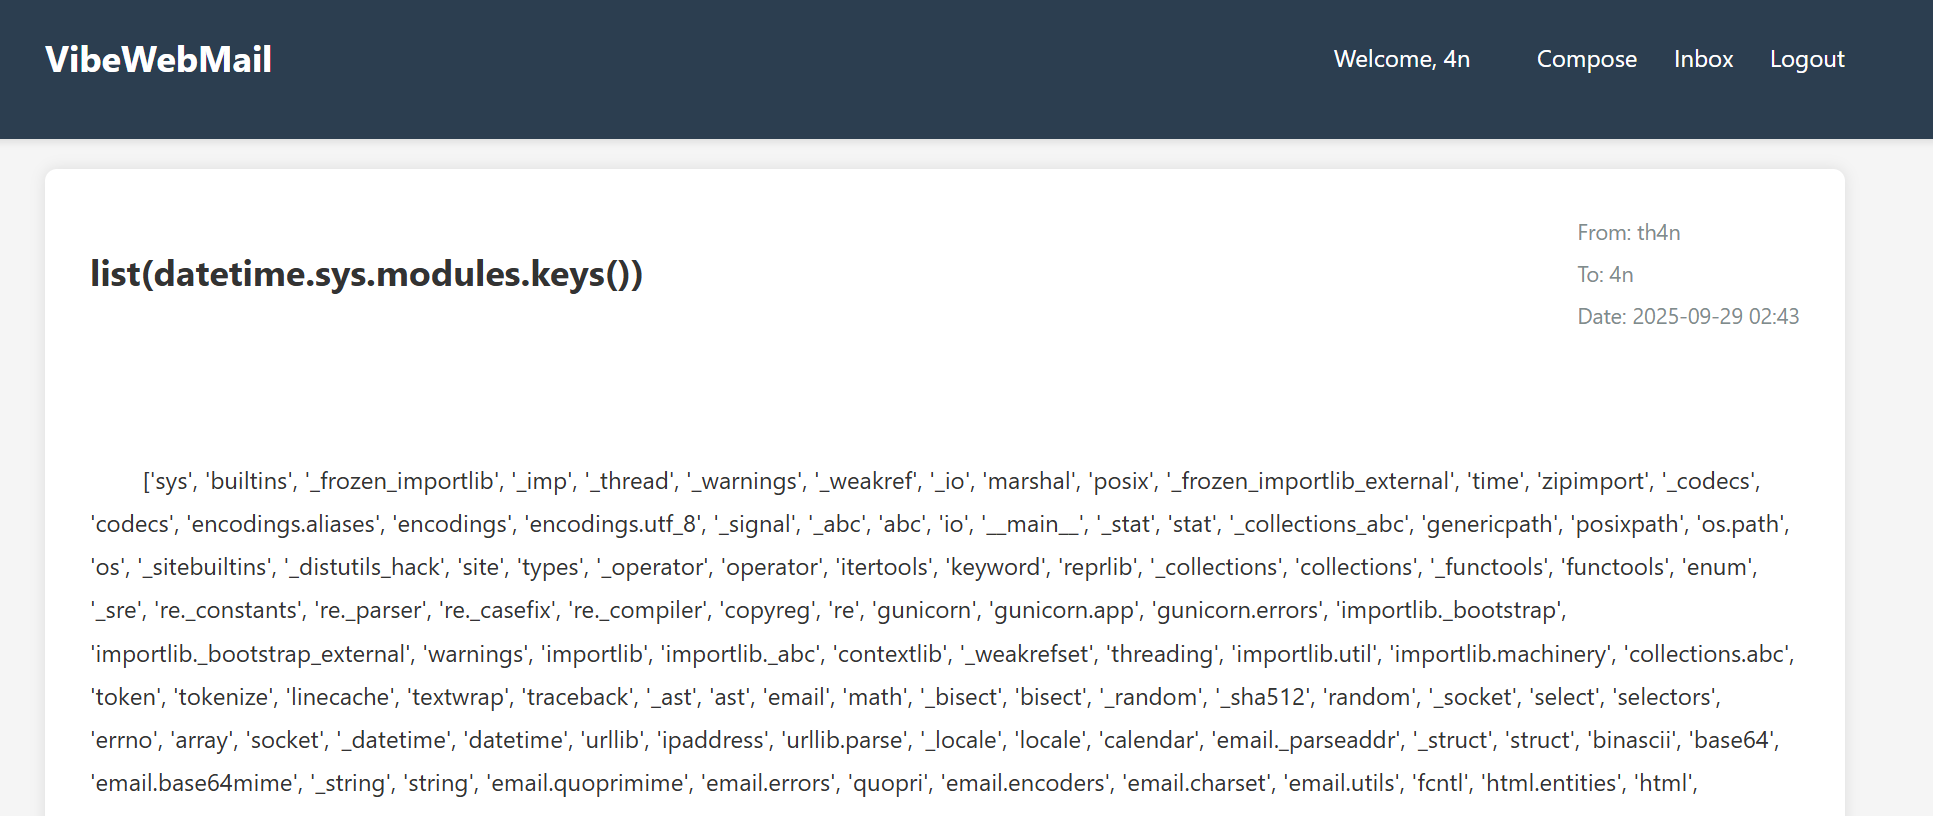 VibeWebMail
Welcome, 4n Compose Inbox Logout
From: th4n
list(datetime.sys.modules.keys())
To: 4n
Date: 2025-09-29 02:43
['sys', 'builtins', '_frozen_importlib', '_imp', '_thread', '_warnings', '_weakref', '_io', 'marshal', 'posix', '_frozen_importlib_external', 'time', 'zipimport', '_codecs',
'codecs', 'encodings.aliases', 'encodings', 'encodings.utf_8', '_signal', '_abc', 'abc', 'io', '__main__', '_stat', 'stat', '_collections_abc', 'genericpath', 'posixpath', 'os.path',
'os', '_sitebuiltins', '_distutils_hack', 'site', 'types', '_operator', 'operator', 'itertools', 'keyword', 'reprlib', '_collections', 'collections', '_functools', 'functools', 'enum',
'_sre', 're._constants', 're._parser', 're._casefix', 're._compiler', 'copyreg', 're', 'gunicorn', 'gunicorn.app', 'gunicorn.errors', 'importlib._bootstrap',
'importlib._bootstrap_external', 'warnings', 'importlib', 'importlib._abc', 'contextlib', '_weakrefset', 'threading', 'importlib.util', 'importlib.machinery', 'collections.abc',
'token', 'tokenize', 'linecache', 'textwrap', 'traceback', '_ast', 'ast', 'email', 'math', '_bisect', 'bisect', '_random', '_sha512', 'random', '_socket', 'select', 'selectors',
'errno', 'array', 'socket', '_datetime', 'datetime', 'urllib', 'ipaddress', 'urllib.parse', '_locale', 'locale', 'calendar', 'email._parseaddr', '_struct', 'struct', 'binascii', 'base64',
'email.base64mime', '_string', 'string', 'email.quoprimime', 'email.errors', 'quopri', 'email.encoders', 'email.charset', 'email.utils', 'fcntl', 'html.entities', 'html',